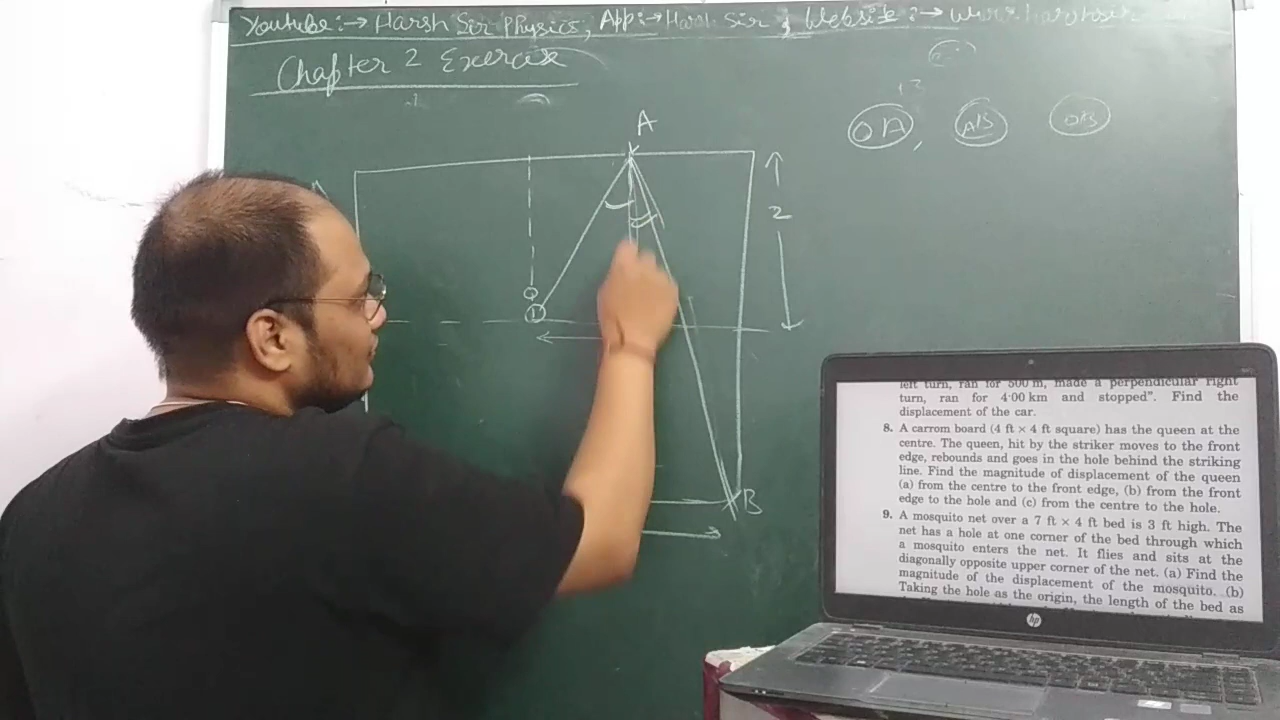 Youtube:→ Harsh Sir Physics, App:→ Harsh Sir, Website:→ www.harshsir
Chapter 2 Exercise
A
OA, AB OB
2
O
B
left turn, ran for 500 m, made a perpendicular right
turn, ran for 4·00 km and stopped”. Find the
displacement of the car.
8. A carrom board (4 ft × 4 ft square) has the queen at the
centre. The queen, hit by the striker moves to the front
edge, rebounds and goes in the hole behind the striking
line. Find the magnitude of displacement of the queen
(a) from the centre to the front edge, (b) from the front
edge to the hole and (c) from the centre to the hole.
9. A mosquito net over a 7 ft × 4 ft bed is 3 ft high. The
net has a hole at one corner of the bed through which
a mosquito enters the net. It flies and sits at the
diagonally opposite upper corner of the net. (a) Find the
magnitude of the displacement of the mosquito. (b)
Taking the hole as the origin, the length of the bed as
hp